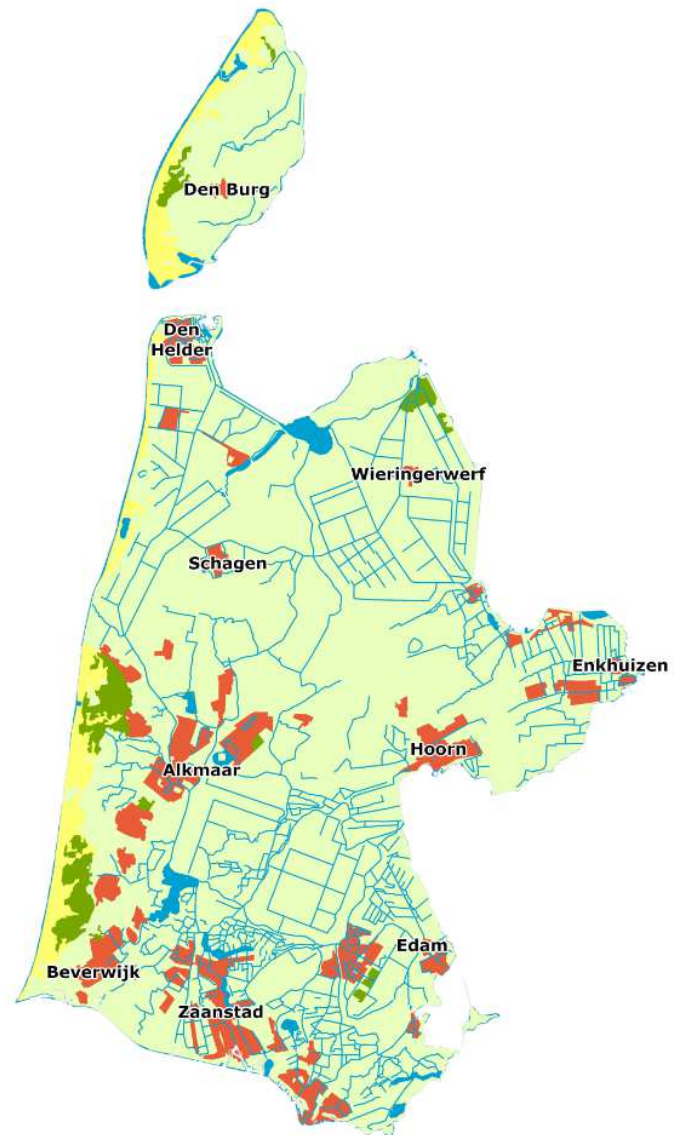 Den Burg
Den
Helder
Wieringerwerf
Schagen
Enkhuizen
Hoorn
Alkmaar
Edam
Beverwijk
Zaanstad